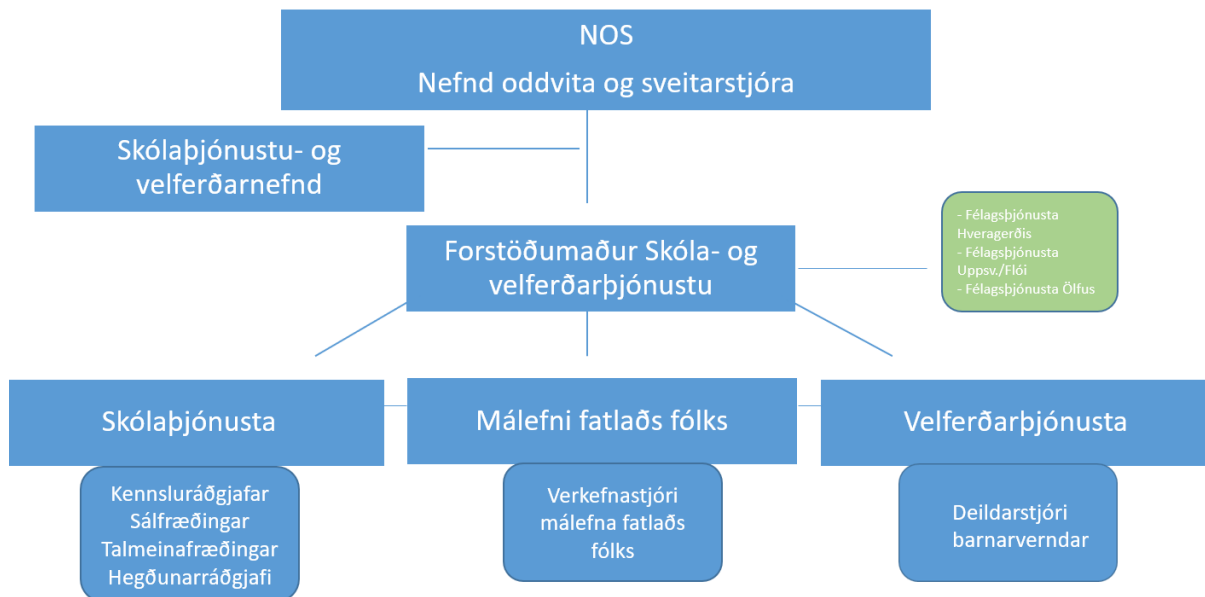 NOS
Nefnd oddvita og sveitarstjóra
Skólaþjónustu- og
velferðarnefnd
- Félagsþjónusta
Hveragerðis
- Félagsþjónusta
Uppsv./Flói
- Félagsþjónusta Ölfus
Forstöðumaður Skóla- og
velferðarþjónustu
Skólaþjónusta
Málefni fatlaðs fólks
Velferðarþjónusta
Kennsluráðgjafar
Sálfræðingar
Talmeinafræðingar
Hegðunarráðgjafi
Verkefnastjóri
málefna fatlaðs
fólks
Deildarstjóri
barnarverndar